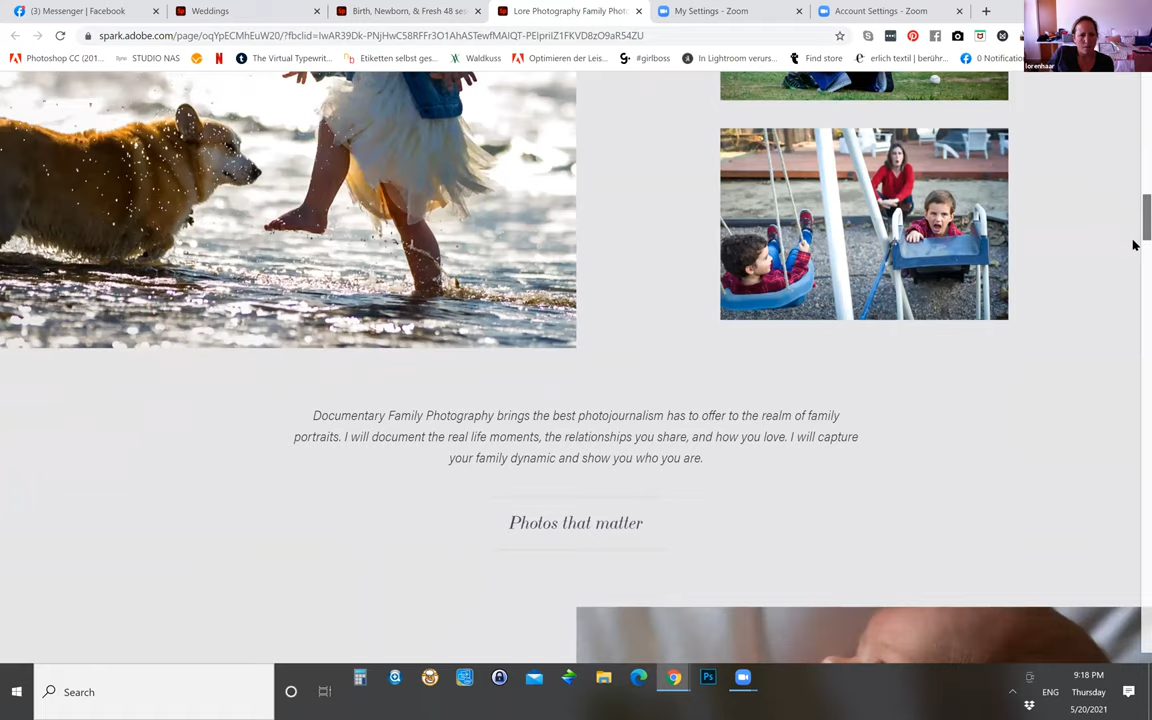 (3) Messenger | Facebook
Weddings
Birth, Newborn, & Fresh 48 ses
Lore Photography Family Photo
My Settings - Zoom
Account Settings - Zoom
spark.adobe.com/page/oqYpECMhEuW20/?fbclid=IwAR39Dk-PNjHwC58RFFr3O1AhASTewfMAlQT-PEipriIZ1FKVD8zO9aR54ZU
Photoshop CC (201...
STUDIO NAS
The Virtual Typewrit...
Etiketten selbst ges...
Waldkuss
Optimieren der Leis...
#girlboss
In Lightroom verurs...
Find store
erlich textil | berühr...
0 Notificatio
lorenhaar
Documentary Family Photography brings the best photojournalism has to offer to the realm of family
portraits. I will document the real life moments, the relationships you share, and how you love. I will capture
your family dynamic and show you who you are.
Photos that matter
Search
ENG
9:18 PM
Thursday
5/20/2021